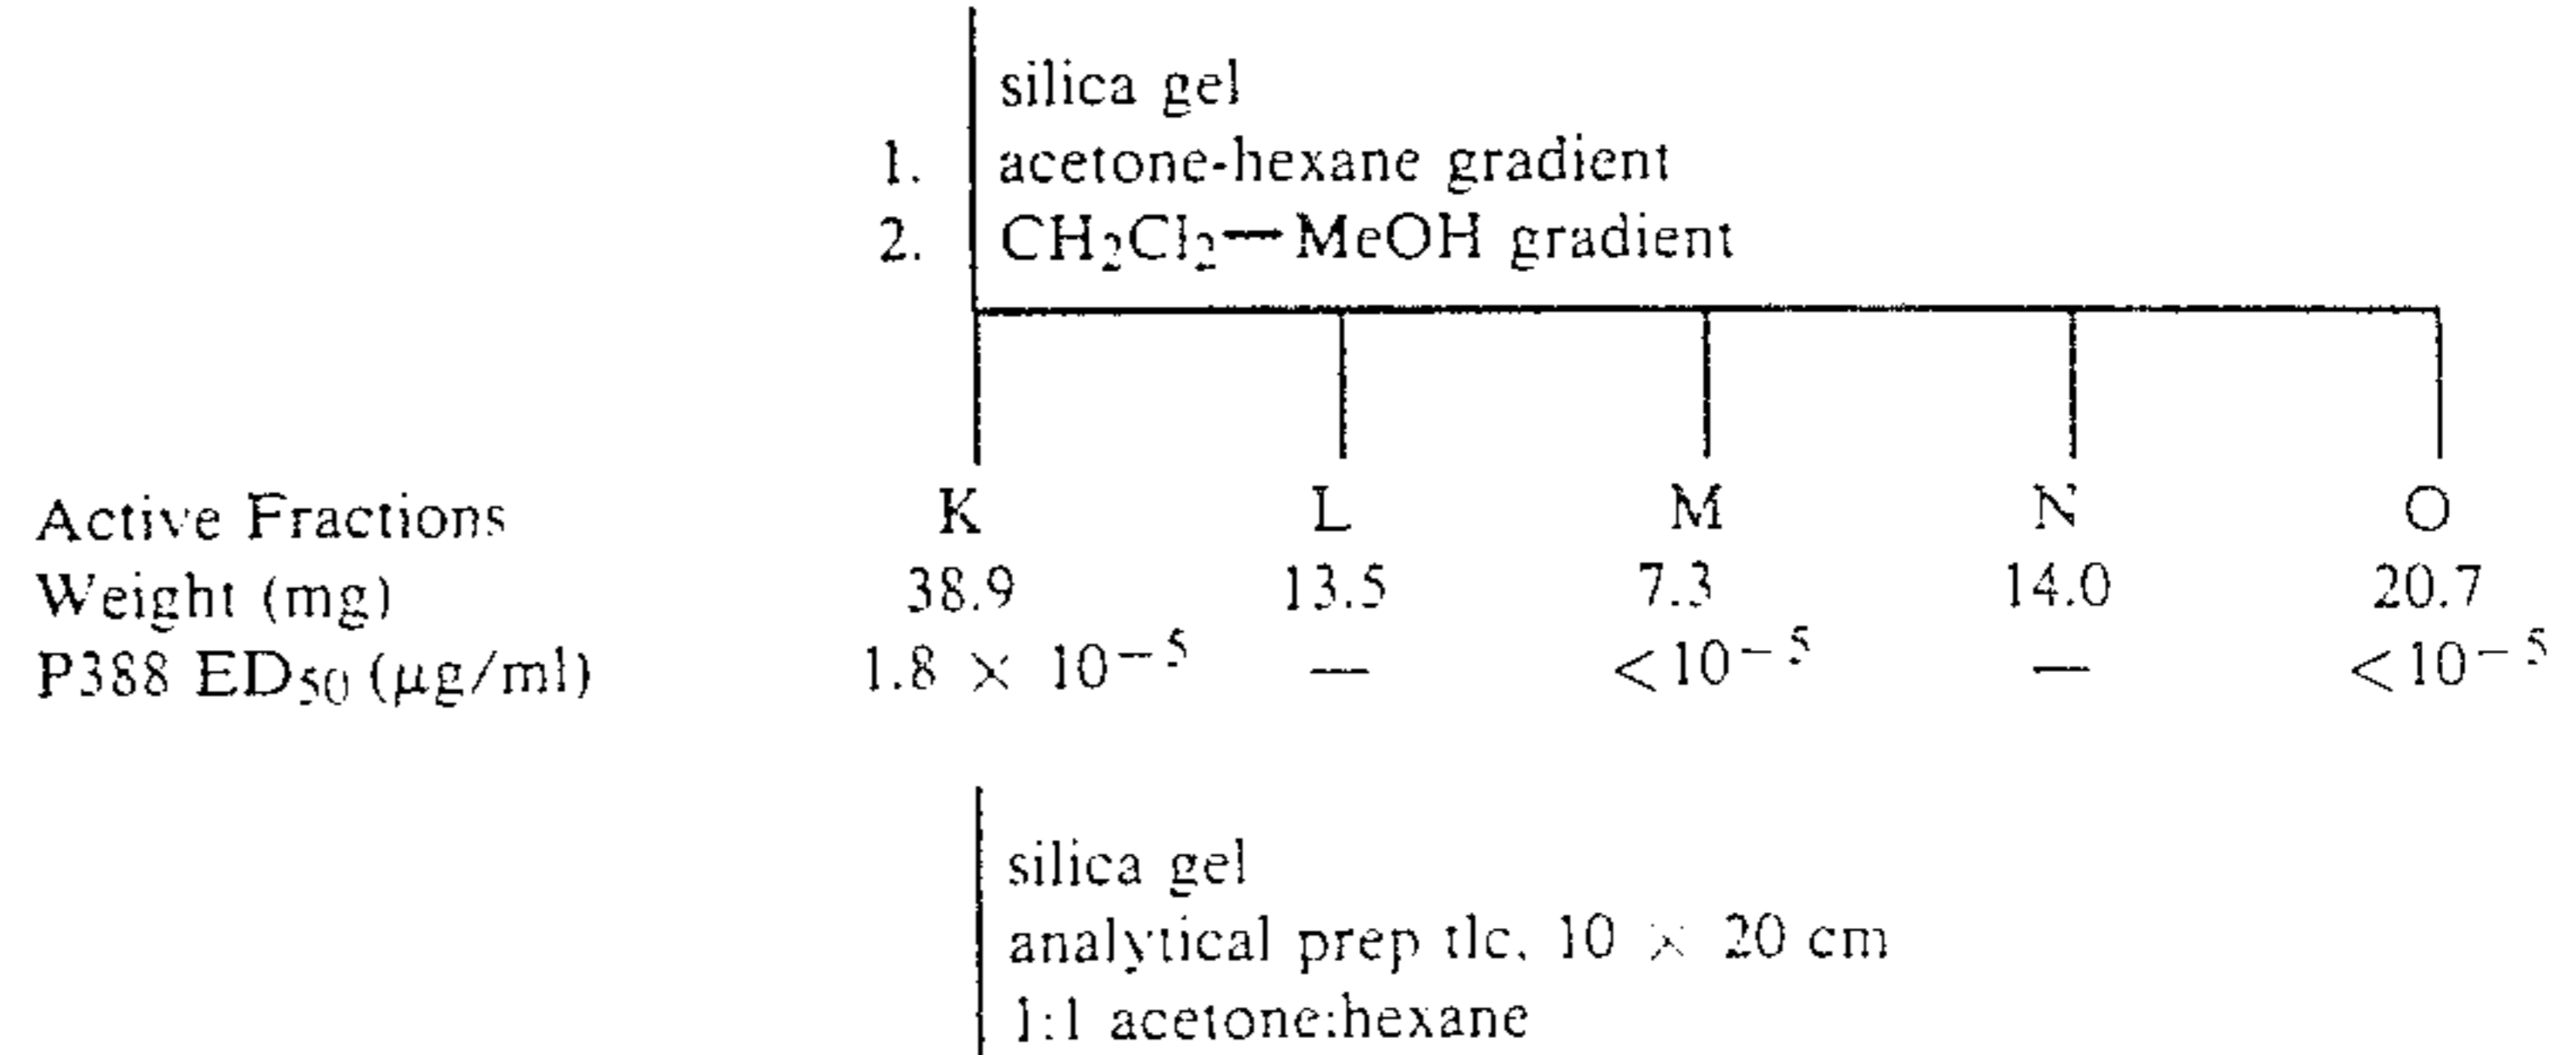 silica gel
1. acetone-hexane gradient
2. CH₂Cl₂—MeOH gradient
Active Fractions K L M N O
Weight (mg) 38.9 13.5 7.3 14.0 20.7
P388 ED₅₀ (μg/ml) 1.8 × 10⁻⁵ — <10⁻⁵ — <10⁻⁵
silica gel
analytical prep tlc, 10 × 20 cm
1:1 acetone:hexane